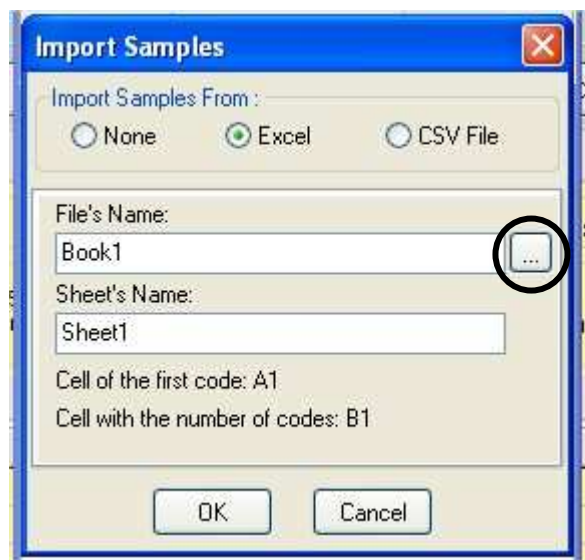 Import Samples
Import Samples From :
None Excel CSV File
File's Name:
Book1
...
Sheet's Name:
Sheet1
Cell of the first code: A1
Cell with the number of codes: B1
OK Cancel